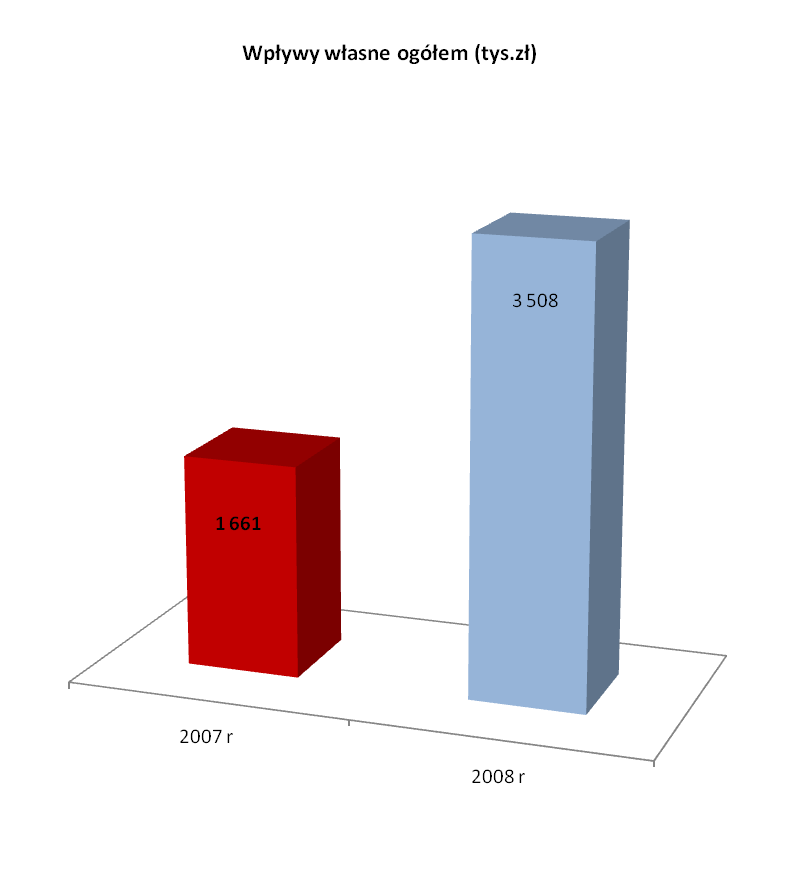 Wpływy własne ogółem (tys.zł)
3 508
1 661
2007 r
2008 r